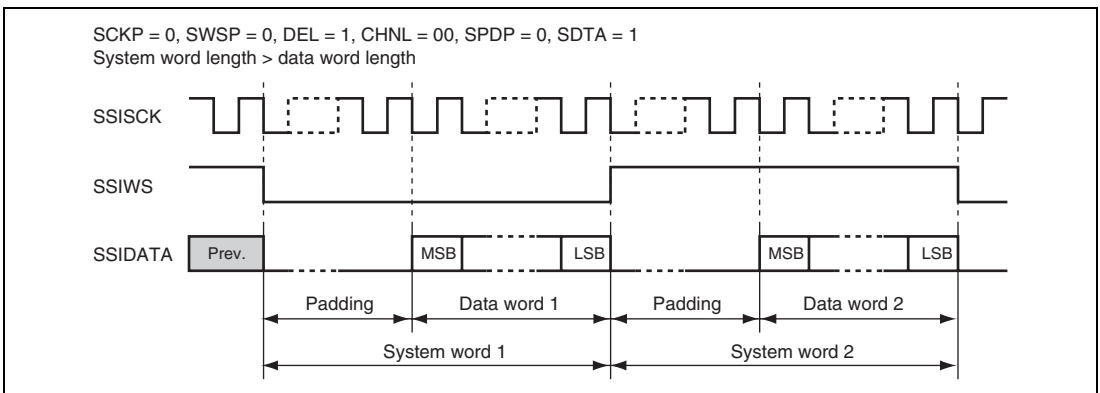 SCKP = 0, SWSP = 0, DEL = 1, CHNL = 00, SPDP = 0, SDTA = 1
System word length > data word length
SSISCK
SSIWS
SSIDATA Prev. MSB LSB MSB LSB
Padding Data word 1 Padding Data word 2
System word 1 System word 2